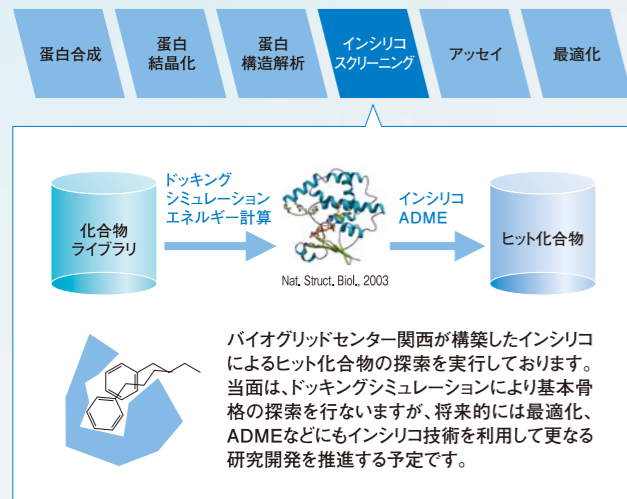 蛋白合成
蛋白
結晶化
蛋白
構造解析
インシリコ
スクリーニング
アッセイ
最適化
化合物
ライブラリ
ドッキング
シミュレーション
エネルギー計算
Nat. Struct. Biol., 2003
インシリコ
ADME
ヒット化合物
バイオグリッドセンター関西が構築したインシリコ
によるヒット化合物の探索を実行しております。
当面は、ドッキングシミュレーションにより基本骨
格の探索を行ないますが、将来的には最適化、
ADMEなどにもインシリコ技術を利用して更なる
研究開発を推進する予定です。